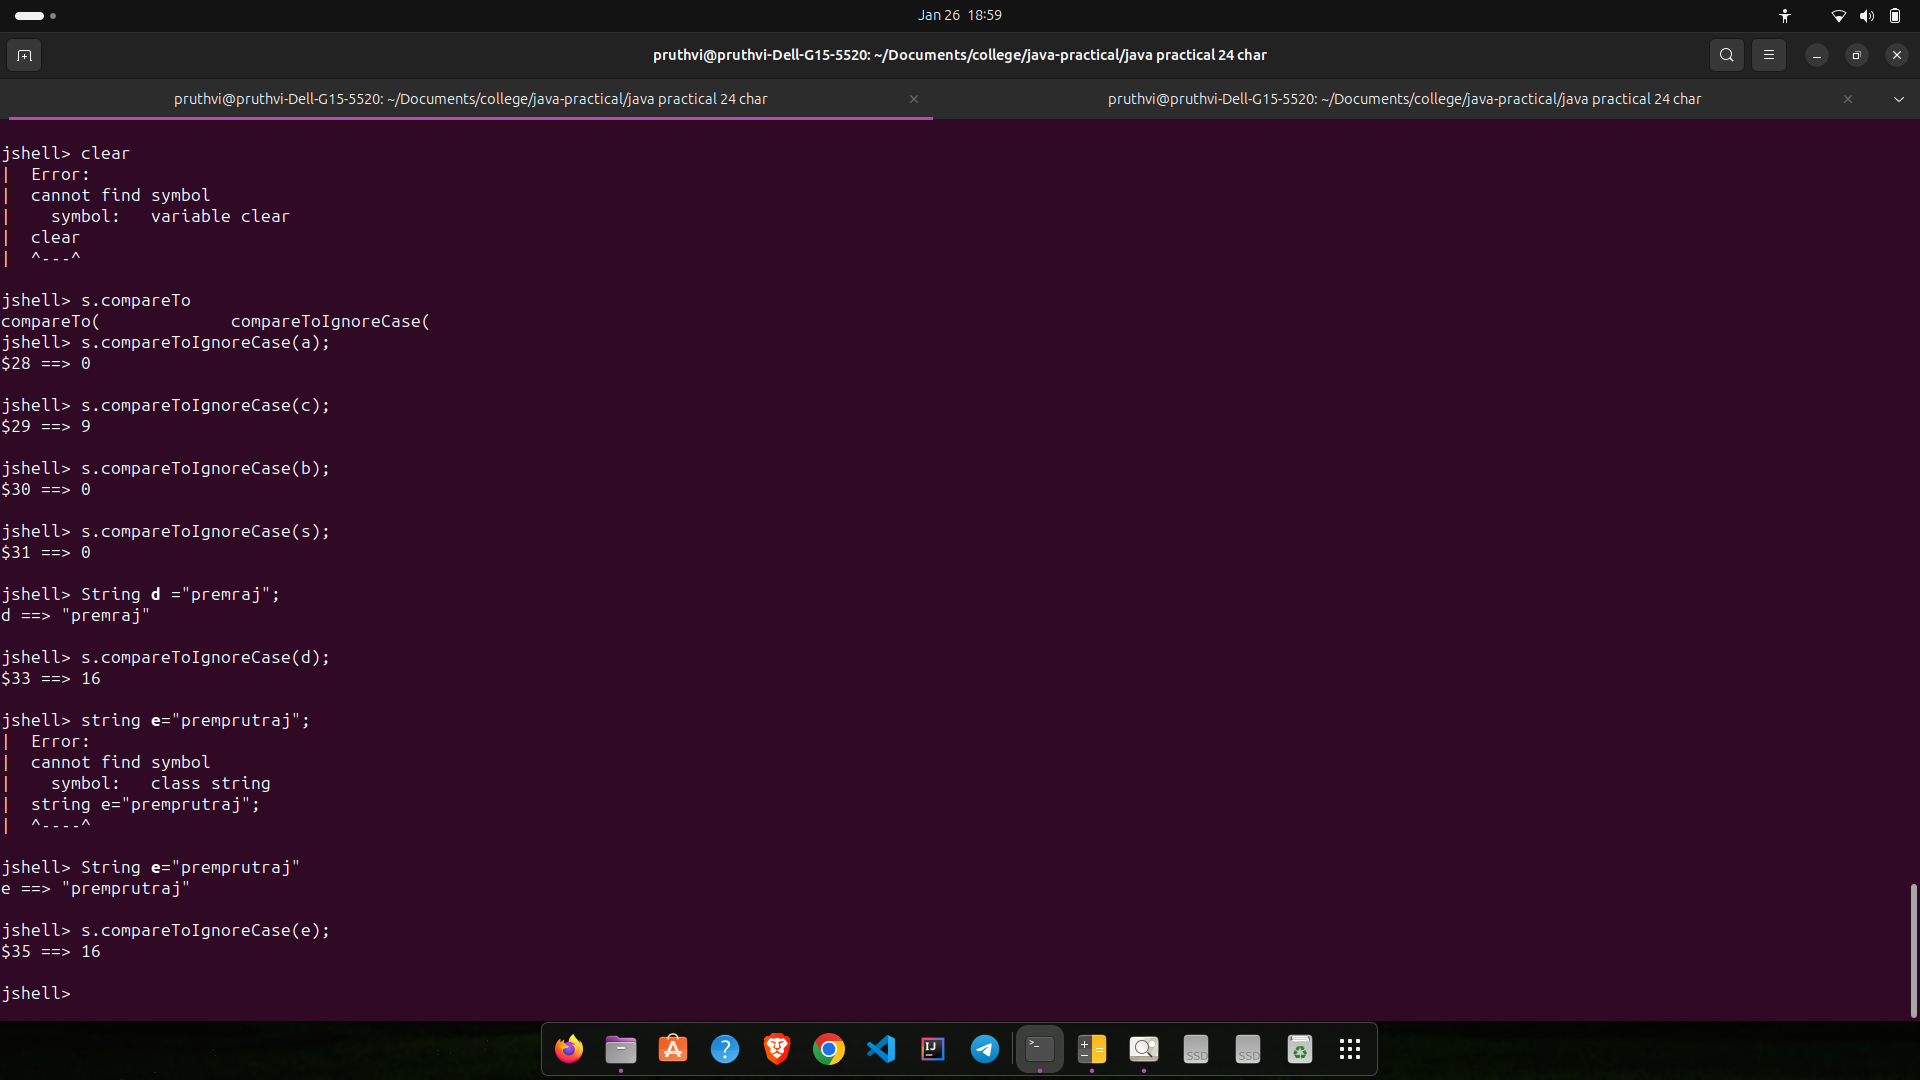 Jan 26 18:59
pruthvi@pruthvi-Dell-G15-5520: ~/Documents/college/java-practical/java practical 24 char
pruthvi@pruthvi-Dell-G15-5520: ~/Documents/college/java-practical/java practical 24 char
pruthvi@pruthvi-Dell-G15-5520: ~/Documents/college/java-practical/java practical 24 char
jshell> clear
|  Error:
|  cannot find symbol
|    symbol:   variable clear
|  clear
|  ^---^
jshell> s.compareTo
compareTo(             compareToIgnoreCase(
jshell> s.compareToIgnoreCase(a);
$28 ==> 0
jshell> s.compareToIgnoreCase(c);
$29 ==> 9
jshell> s.compareToIgnoreCase(b);
$30 ==> 0
jshell> s.compareToIgnoreCase(s);
$31 ==> 0
jshell> String d ="premraj";
d ==> "premraj"
jshell> s.compareToIgnoreCase(d);
$33 ==> 16
jshell> string e="premprutraj";
|  Error:
|  cannot find symbol
|    symbol:   class string
|  string e="premprutraj";
|  ^----^
jshell> String e="premprutraj"
e ==> "premprutraj"
jshell> s.compareToIgnoreCase(e);
$35 ==> 16
jshell>
IJ
SSD
SSD